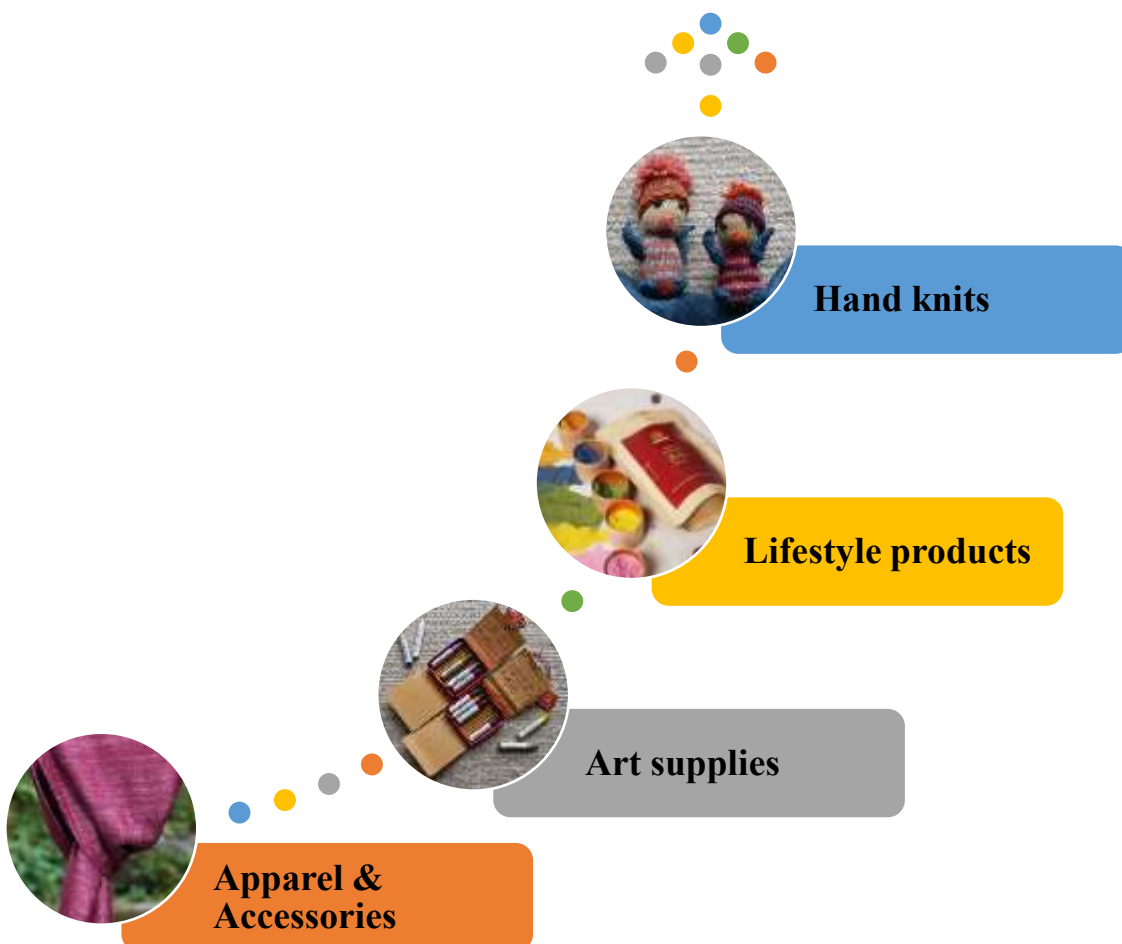 Hand knits
Lifestyle products
Art supplies
Apparel &
Accessories